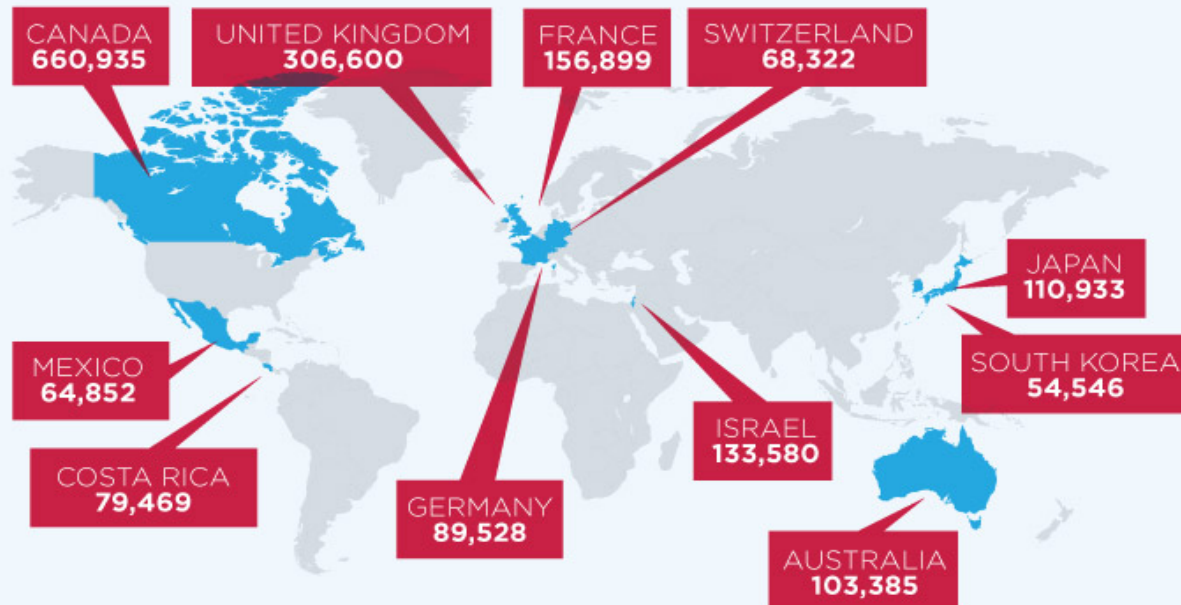 CANADA
660,935
UNITED KINGDOM
306,600
FRANCE
156,899
SWITZERLAND
68,322
JAPAN
110,933
MEXICO
64,852
SOUTH KOREA
54,546
ISRAEL
133,580
COSTA RICA
79,469
GERMANY
89,528
AUSTRALIA
103,385